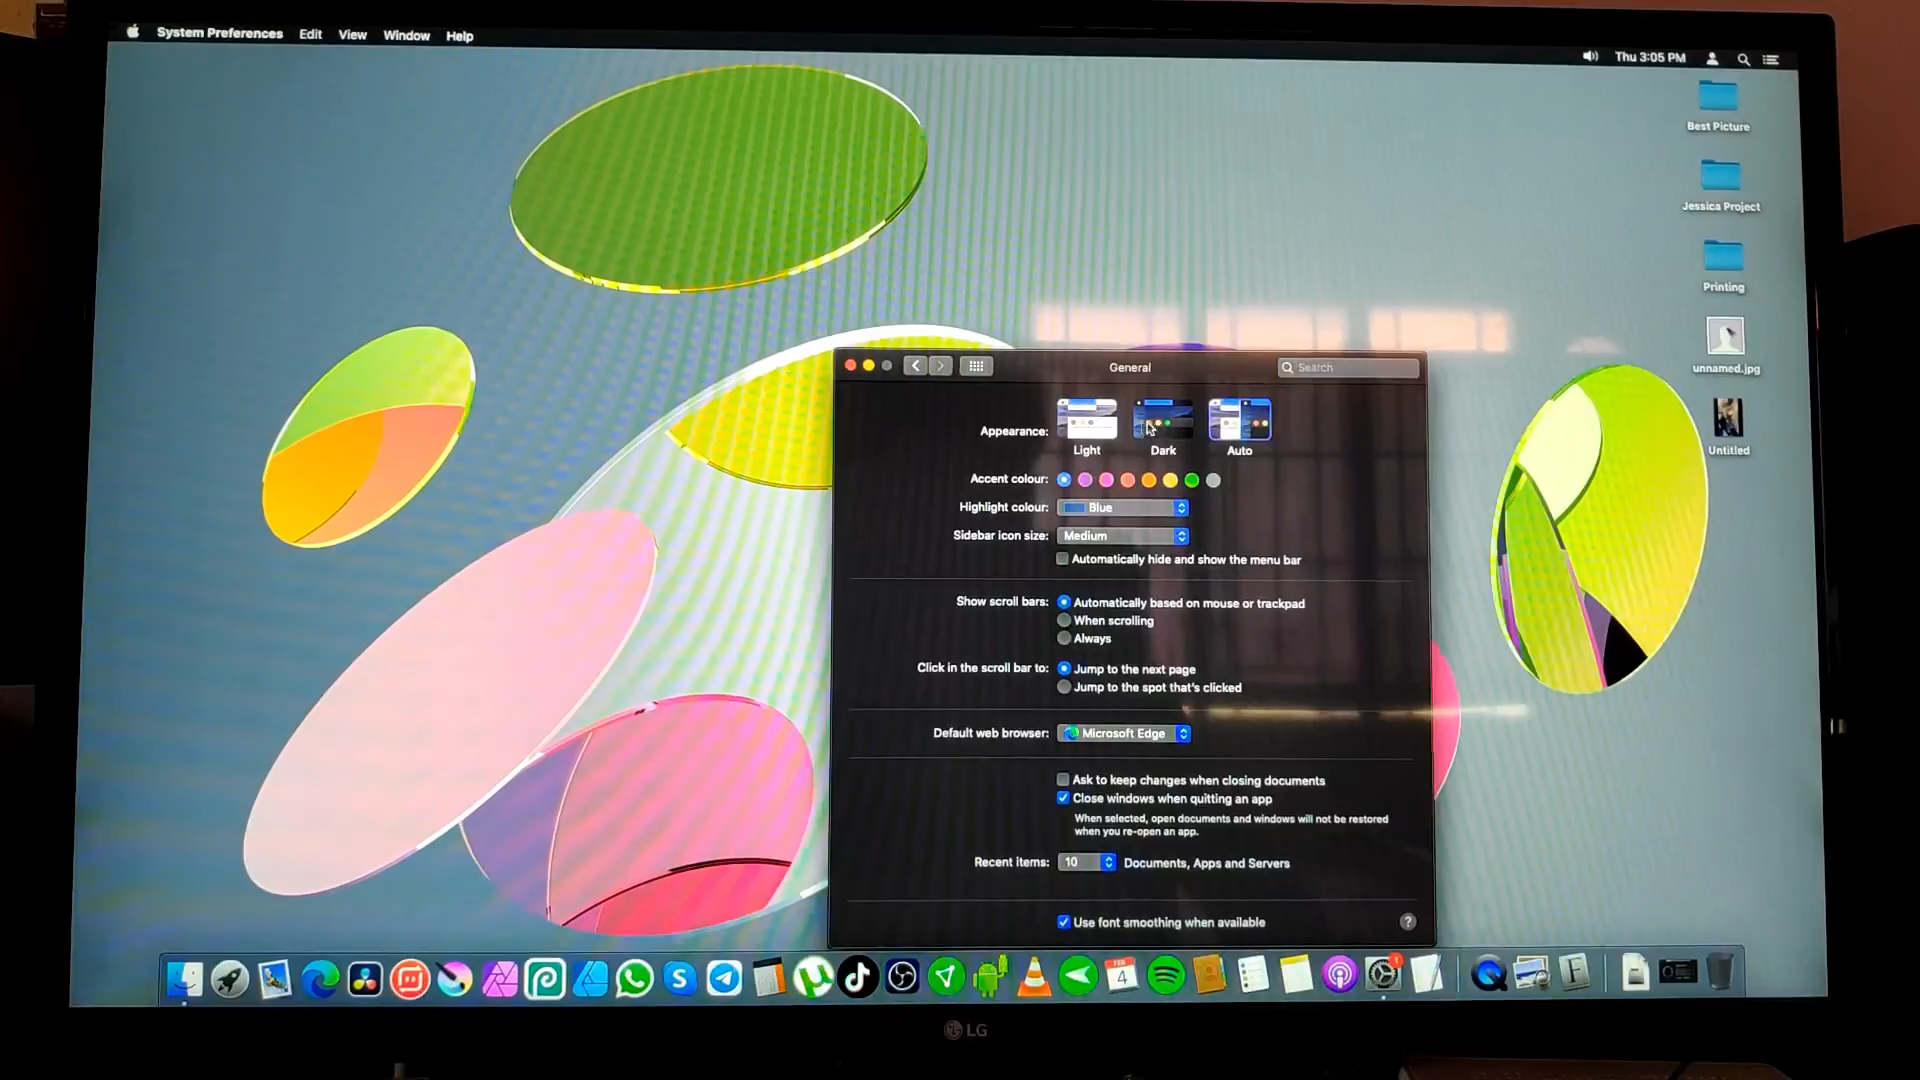 System Preferences Edit View Window Help
Thu 3:05 PM
Best Picture
Jessica Project
Printing
unnamed.jpg
Untitled
General
Search
Appearance:
Light Dark Auto
Accent colour:
Highlight colour: Blue
Sidebar icon size: Medium
Automatically hide and show the menu bar
Show scroll bars: Automatically based on mouse or trackpad
When scrolling
Always
Click in the scroll bar to: Jump to the next page
Jump to the spot that's clicked
Default web browser: Microsoft Edge
Ask to keep changes when closing documents
Close windows when quitting an app
When selected, open documents and windows will not be restored
when you re-open an app.
Recent items: 10 Documents, Apps and Servers
Use font smoothing when available ?
FEB
4
1
F
LG